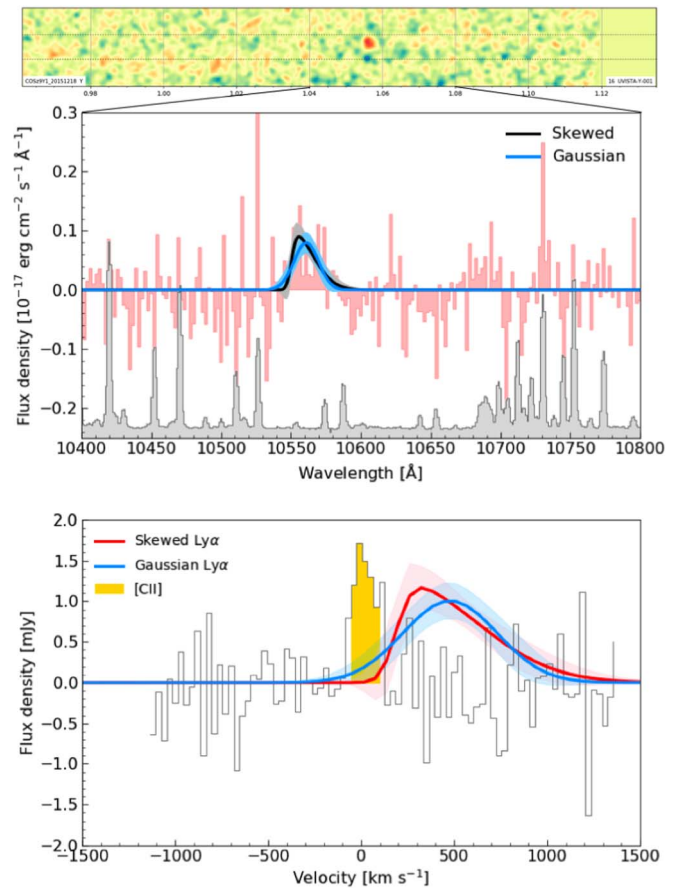 COSz9Y1_20151218 Y
16 UVISTA-Y:001
0.98 1.00 1.02 1.04 1.06 1.08 1.10 1.12
0.3
0.2
0.1
0.0
−0.1
−0.2
Flux density [10⁻¹⁷ erg cm⁻² s⁻¹ Å⁻¹]
Skewed
Gaussian
10400 10450 10500 10550 10600 10650 10700 10750 10800
Wavelength [Å]
2.0
1.5
1.0
0.5
0.0
−0.5
−1.0
−1.5
−2.0
Flux density [mJy]
Skewed Lyα
Gaussian Lyα
[CII]
−1500 −1000 −500 0 500 1000 1500
Velocity [km s⁻¹]